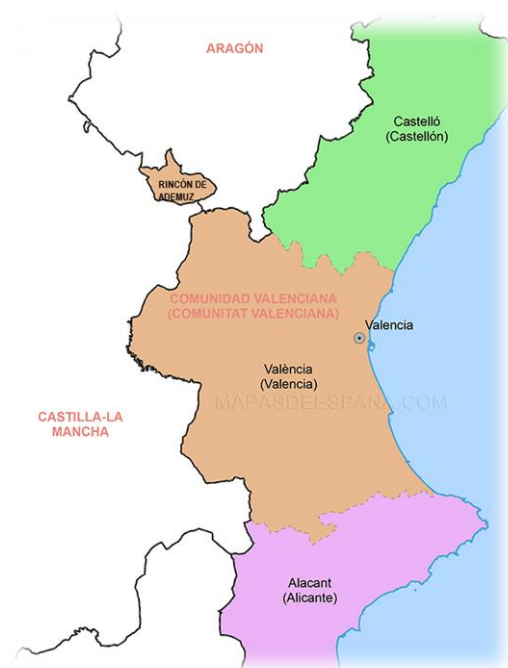 ARAGÓN
Castelló
(Castellón)
RINCÓN DE
ADEMUZ
COMUNIDAD VALENCIANA
(COMUNITAT VALENCIANA)
Valencia
València
(Valencia)
MAPASDEESPANA.COM
CASTILLA-LA
MANCHA
Alacant
(Alicante)